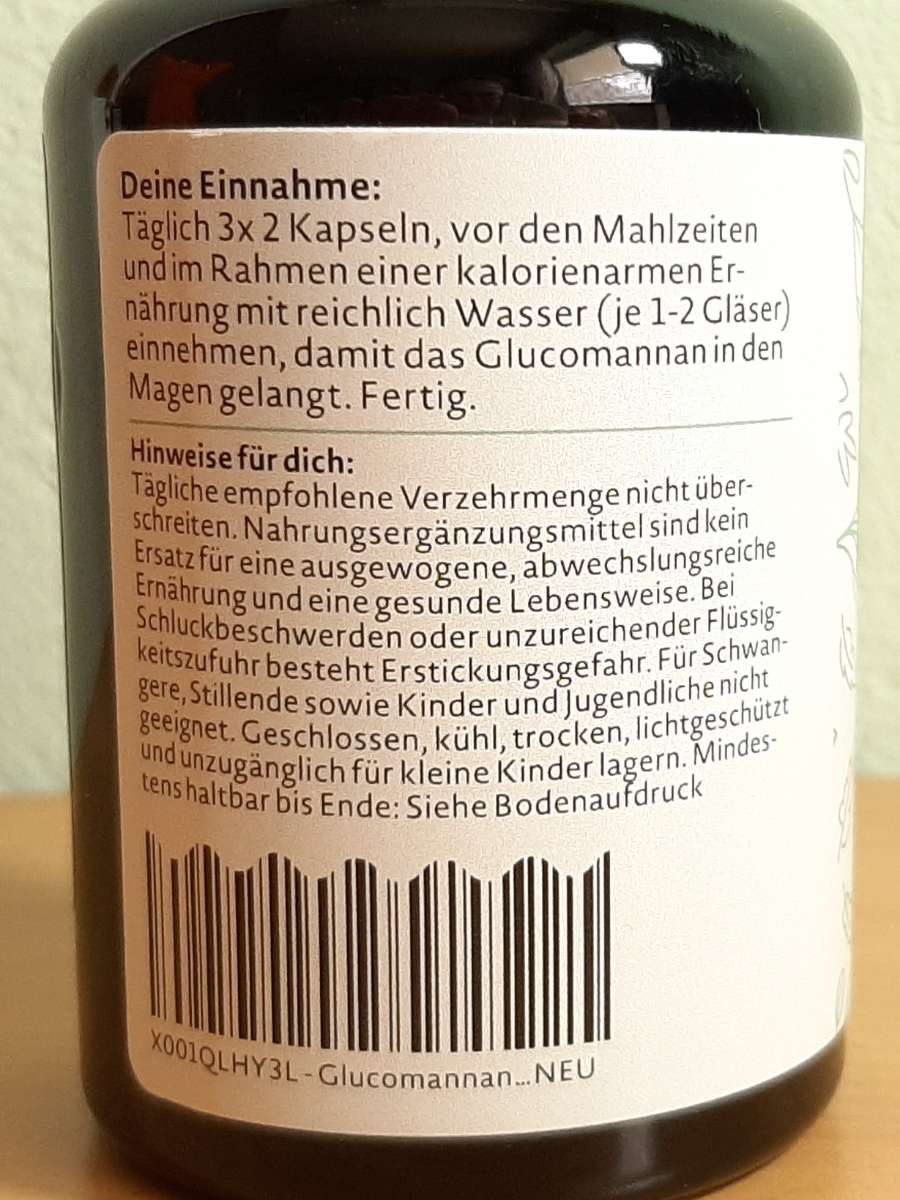 Deine Einnahme:
Täglich 3x 2 Kapseln, vor den Mahlzeiten
und im Rahmen einer kalorienarmen Er-
nährung mit reichlich Wasser (je 1-2 Gläser)
einnehmen, damit das Glucomannan in den
Magen gelangt. Fertig.
Hinweise für dich:
Tägliche empfohlene Verzehrmenge nicht über-
schreiten. Nahrungsergänzungsmittel sind kein
Ersatz für eine ausgewogene, abwechslungsreiche
Ernährung und eine gesunde Lebensweise. Bei
Schluckbeschwerden oder unzureichender Flüssig-
keitszufuhr besteht Erstickungsgefahr. Für Schwan-
gere, Stillende sowie Kinder und Jugendliche nicht
geeignet. Geschlossen, kühl, trocken, lichtgeschützt
und unzugänglich für kleine Kinder lagern. Mindes-
tens haltbar bis Ende: Siehe Bodenaufdruck
X001QLHY3L - Glucomannan...NEU